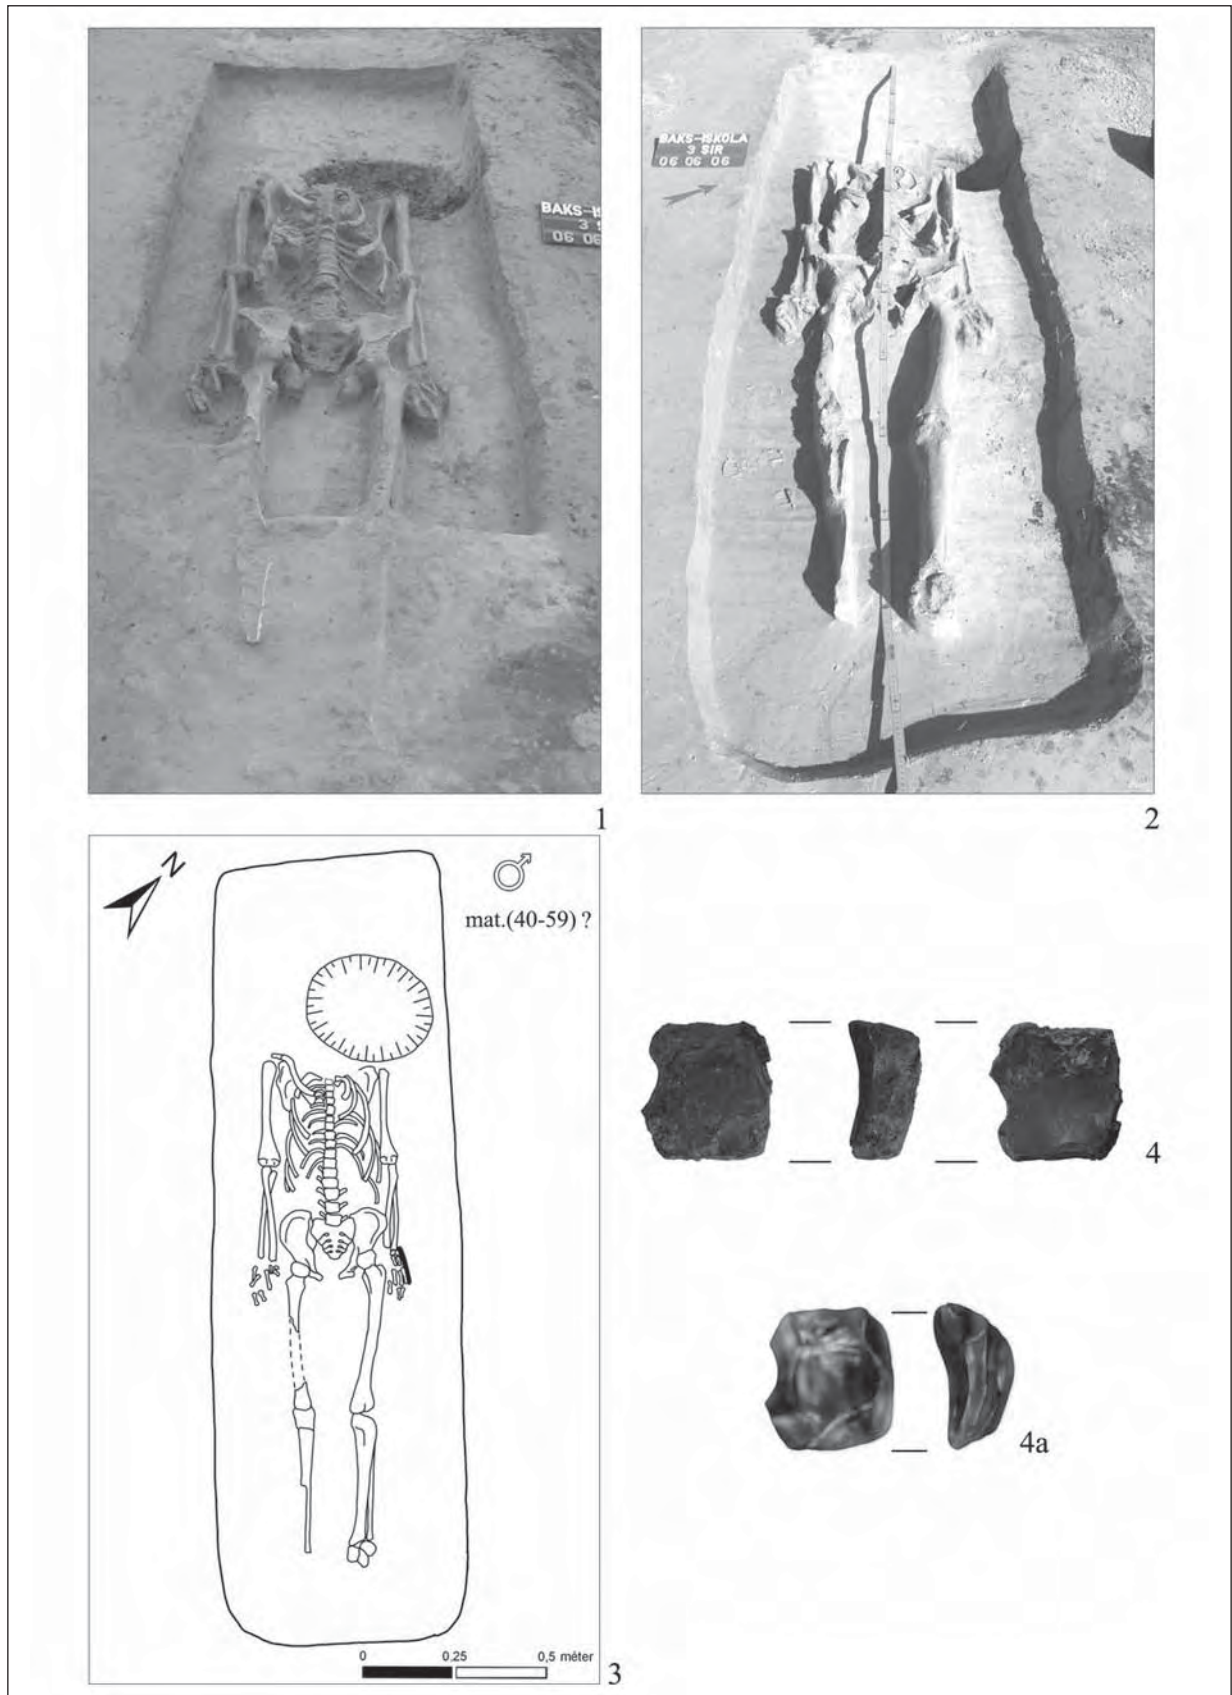 BAKS-IS
3 S
06 06
1
BAKS-ISKOLA
3 SÍR
06 06 06
2
N
mat.(40-59) ?
0 0,25 0,5 méter
3
4
4a